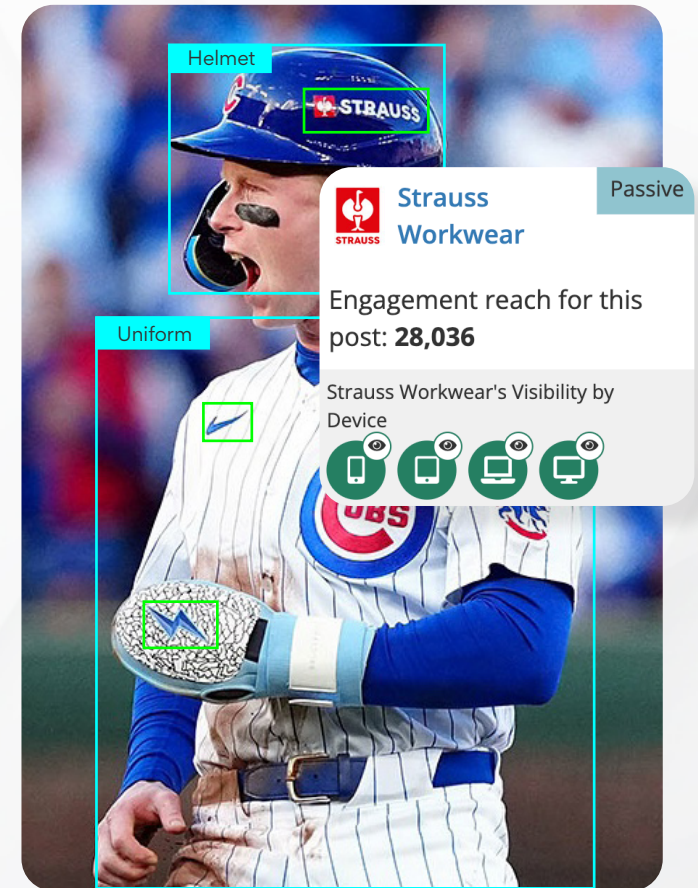 Helmet
STRAUSS
Passive
Strauss
Workwear
STRAUSS
Engagement reach for this
post: 28,036
Uniform
Strauss Workwear's Visibility by
Device
CUBS